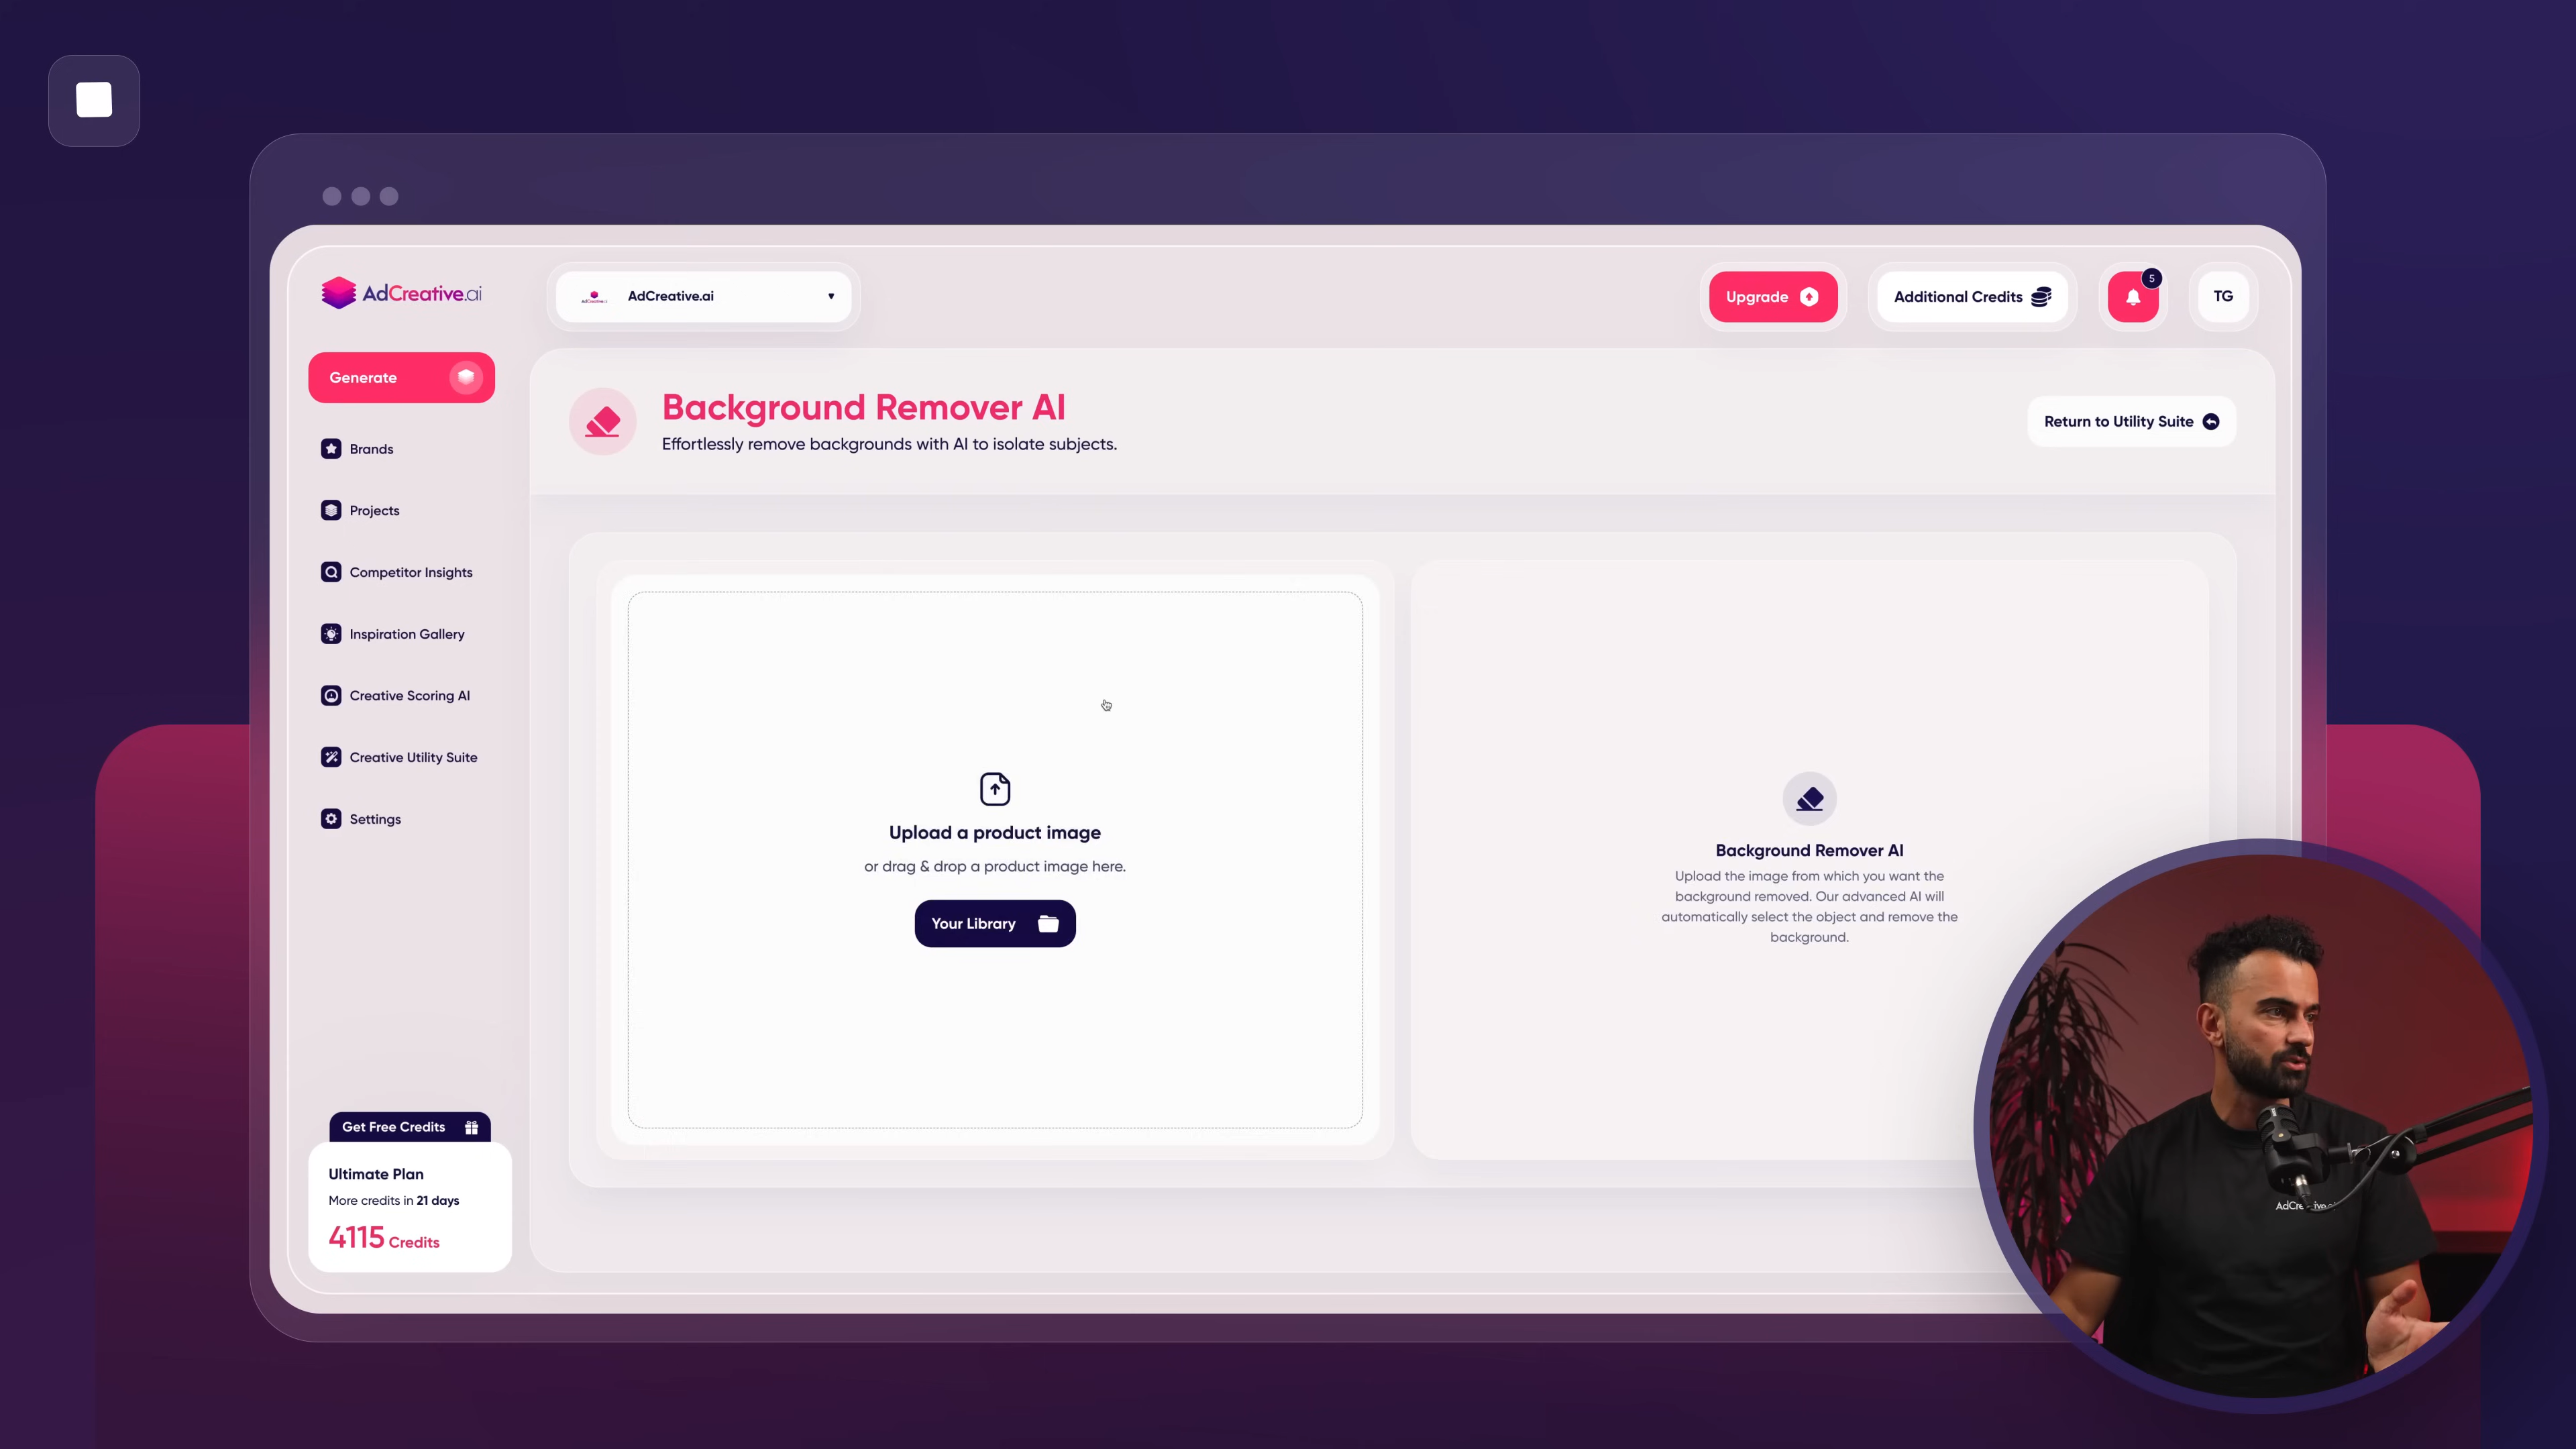 AdCreative.ai
AdCreative.ai
Upgrade
Additional Credits
5
TG
Generate
Brands
Projects
Competitor Insights
Inspiration Gallery
Creative Scoring AI
Creative Utility Suite
Settings
Get Free Credits
Ultimate Plan
More credits in 21 days
4115 Credits
Background Remover AI
Effortlessly remove backgrounds with AI to isolate subjects.
Return to Utility Suite
Upload a product image
or drag & drop a product image here.
Your Library
Background Remover AI
Upload the image from which you want the
background removed. Our advanced AI will
automatically select the object and remove the
background.